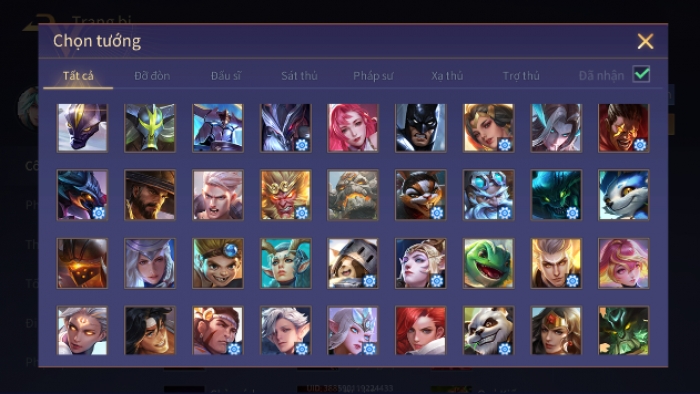 Trang bị
Chọn tướng
Tất cả Đỡ đòn Đấu sĩ Sát thủ Pháp sư Xạ thủ Trợ thủ Đã nhận